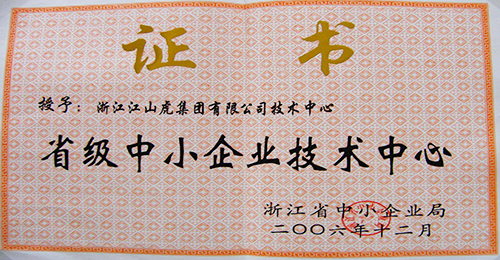 证 书
授予：浙江江山虎集团有限公司技术中心
省级中小企业技术中心
浙江省中小企业局
二〇〇六年十二月